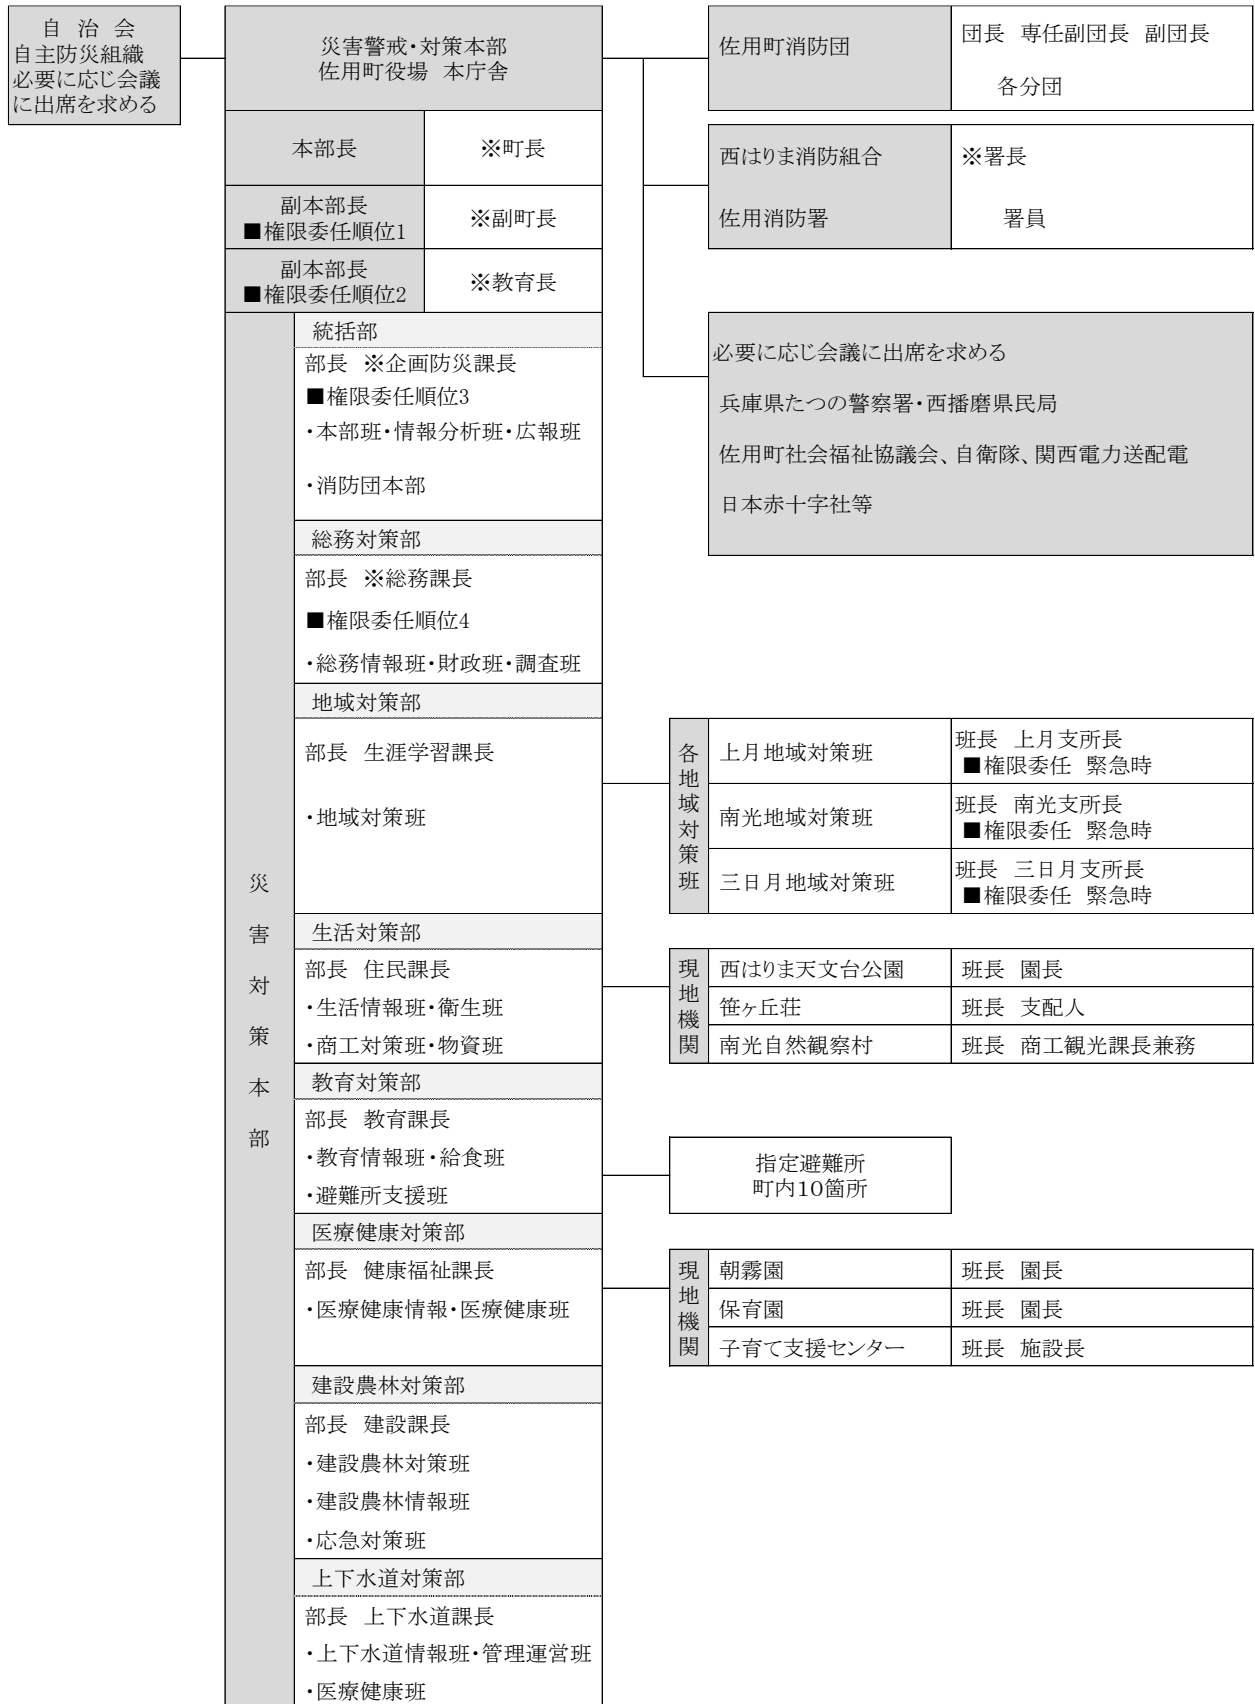 自 治 会
自主防災組織
必要に応じ会議
に出席を求める
災害警戒・対策本部
佐用町役場 本庁舎
佐用町消防団
団長 専任副団長 副団長
各分団
本部長
※町長
西はりま消防組合
※署長
佐用消防署
署員
副本部長
■権限委任順位1
※副町長
副本部長
■権限委任順位2
※教育長
必要に応じ会議に出席を求める
兵庫県たつの警察署・西播磨県民局
佐用町社会福祉協議会、自衛隊、関西電力送配電
日本赤十字社等
災害対策本部
統括部
部長 ※企画防災課長
■権限委任順位3
・本部班・情報分析班・広報班
・消防団本部
総務対策部
部長 ※総務課長
■権限委任順位4
・総務情報班・財政班・調査班
地域対策部
部長 生涯学習課長
・地域対策班
各地域対策班
上月地域対策班
班長 上月支所長
■権限委任 緊急時
南光地域対策班
班長 南光支所長
■権限委任 緊急時
三日月地域対策班
班長 三日月支所長
■権限委任 緊急時
生活対策部
部長 住民課長
・生活情報班・衛生班
・商工対策班・物資班
現地機関
西はりま天文台公園
班長 園長
笹ヶ丘荘
班長 支配人
南光自然観察村
班長 商工観光課長兼務
教育対策部
部長 教育課長
・教育情報班・給食班
・避難所支援班
指定避難所
町内10箇所
医療健康対策部
部長 健康福祉課長
・医療健康情報・医療健康班
現地機関
朝霧園
班長 園長
保育園
班長 園長
子育て支援センター
班長 施設長
建設農林対策部
部長 建設課長
・建設農林対策班
・建設農林情報班
・応急対策班
上下水道対策部
部長 上下水道課長
・上下水道情報班・管理運営班
・医療健康班